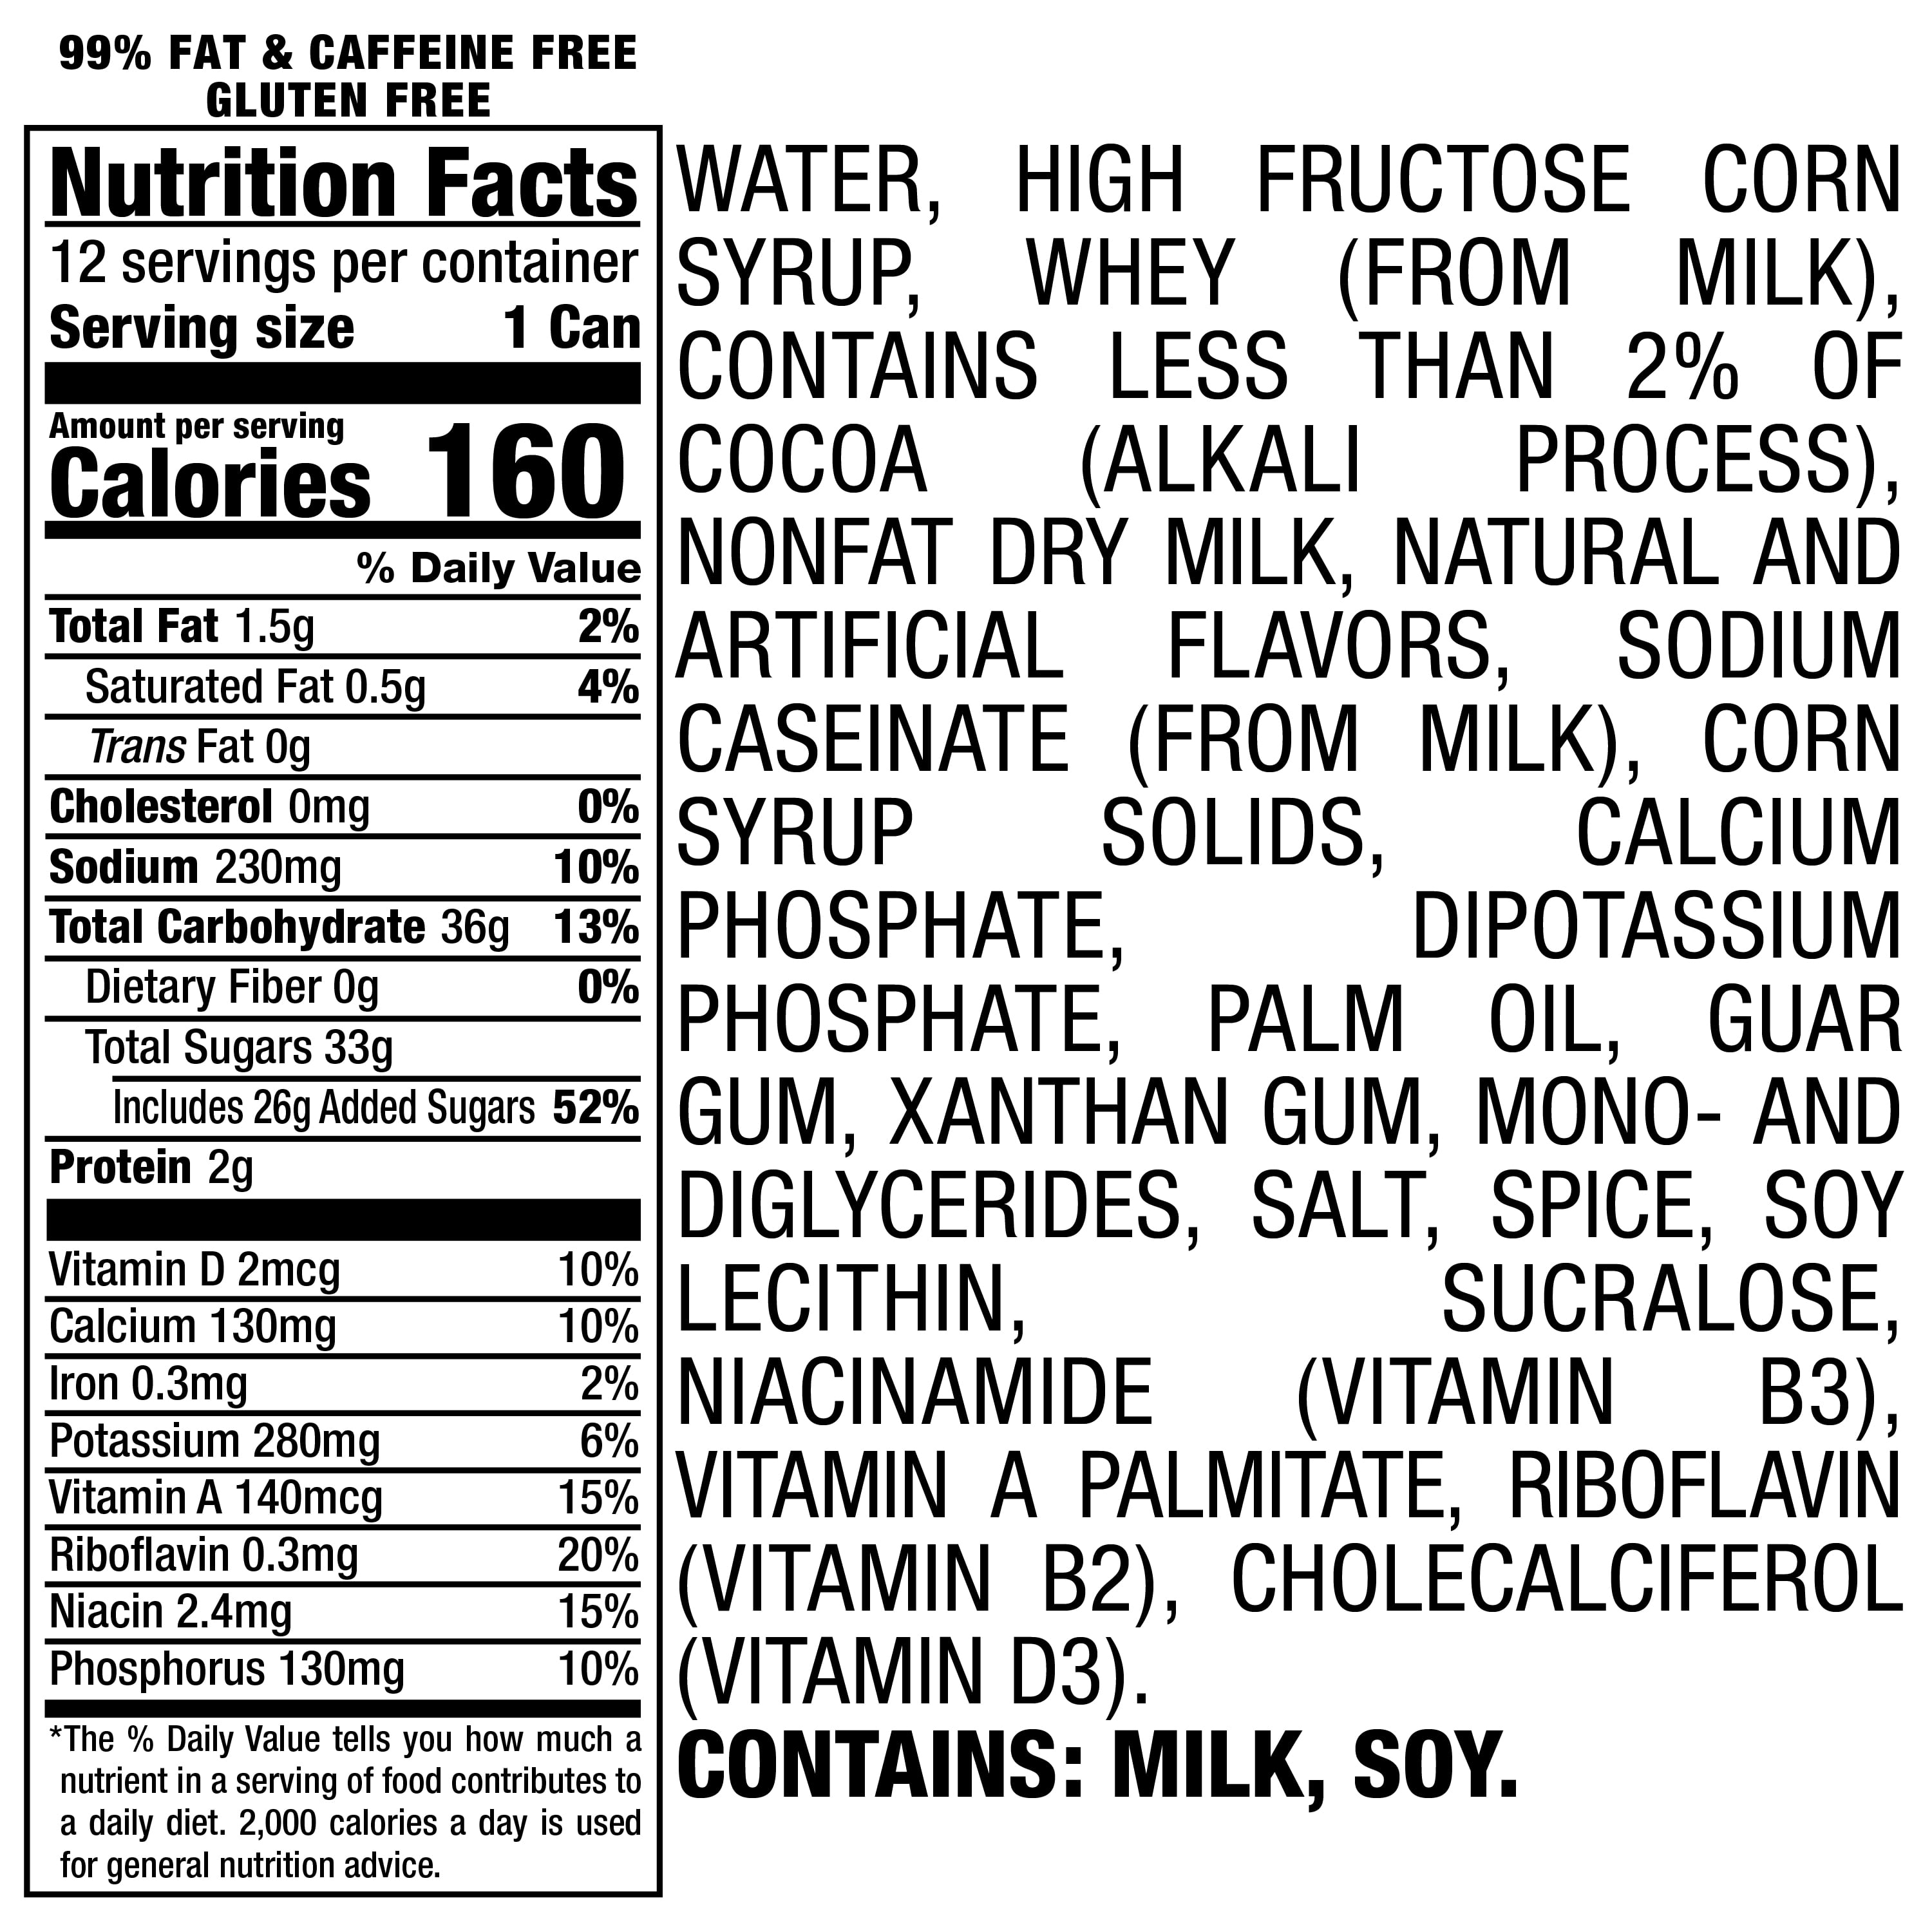 99% FAT & CAFFEINE FREE
GLUTEN FREE
Nutrition Facts
12 servings per container
Serving size 1 Can
Amount per serving
Calories 160
% Daily Value
Total Fat 1.5g 2%
Saturated Fat 0.5g 4%
Trans Fat 0g
Cholesterol 0mg 0%
Sodium 230mg 10%
Total Carbohydrate 36g 13%
Dietary Fiber 0g 0%
Total Sugars 33g
Includes 26g Added Sugars 52%
Protein 2g
Vitamin D 2mcg 10%
Calcium 130mg 10%
Iron 0.3mg 2%
Potassium 280mg 6%
Vitamin A 140mcg 15%
Riboflavin 0.3mg 20%
Niacin 2.4mg 15%
Phosphorus 130mg 10%
*The % Daily Value tells you how much a
nutrient in a serving of food contributes to
a daily diet. 2,000 calories a day is used
for general nutrition advice.
WATER, HIGH FRUCTOSE CORN
SYRUP, WHEY (FROM MILK),
CONTAINS LESS THAN 2% OF
COCOA (ALKALI PROCESS),
NONFAT DRY MILK, NATURAL AND
ARTIFICIAL FLAVORS, SODIUM
CASEINATE (FROM MILK), CORN
SYRUP SOLIDS, CALCIUM
PHOSPHATE, DIPOTASSIUM
PHOSPHATE, PALM OIL, GUAR
GUM, XANTHAN GUM, MONO- AND
DIGLYCERIDES, SALT, SPICE, SOY
LECITHIN, SUCRALOSE,
NIACINAMIDE (VITAMIN B3),
VITAMIN A PALMITATE, RIBOFLAVIN
(VITAMIN B2), CHOLECALCIFEROL
(VITAMIN D3).
CONTAINS: MILK, SOY.